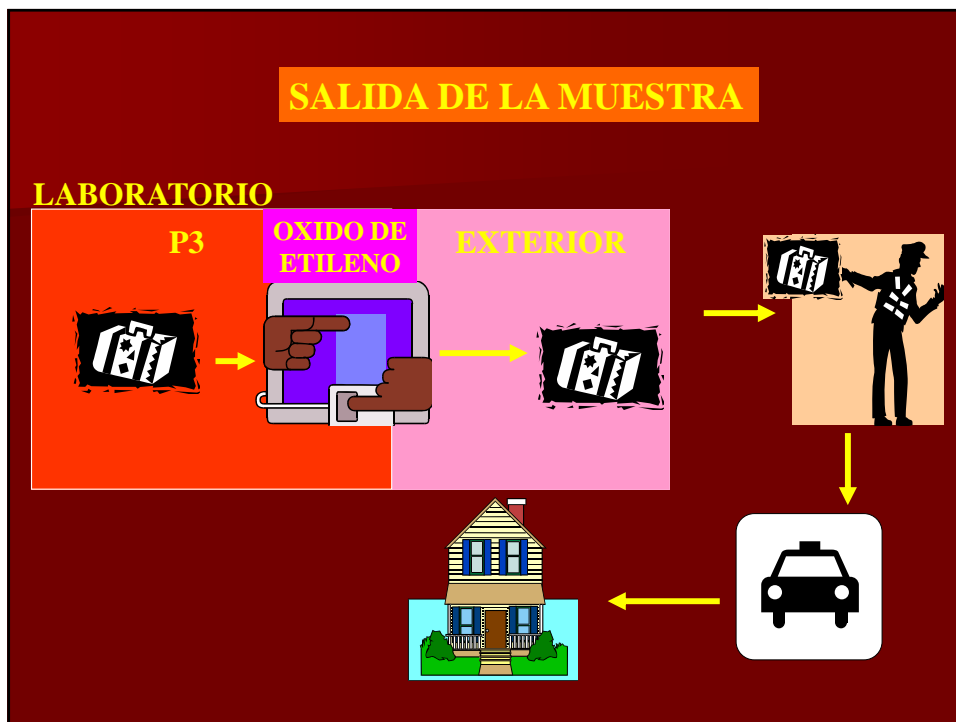 SALIDA DE LA MUESTRA
LABORATORIO
P3
OXIDO DE
ETILENO
EXTERIOR